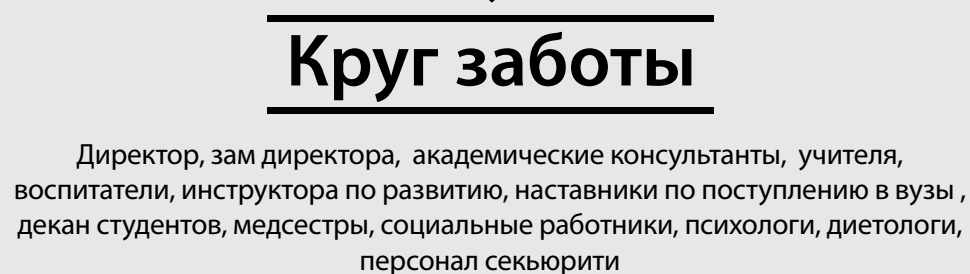 Круг заботы
Директор, зам директора, академические консультанты, учителя,
воспитатели, инструктора по развитию, наставники по поступлению в вузы ,
декан студентов, медсестры, социальные работники, психологи, диетологи,
персонал секьюрити